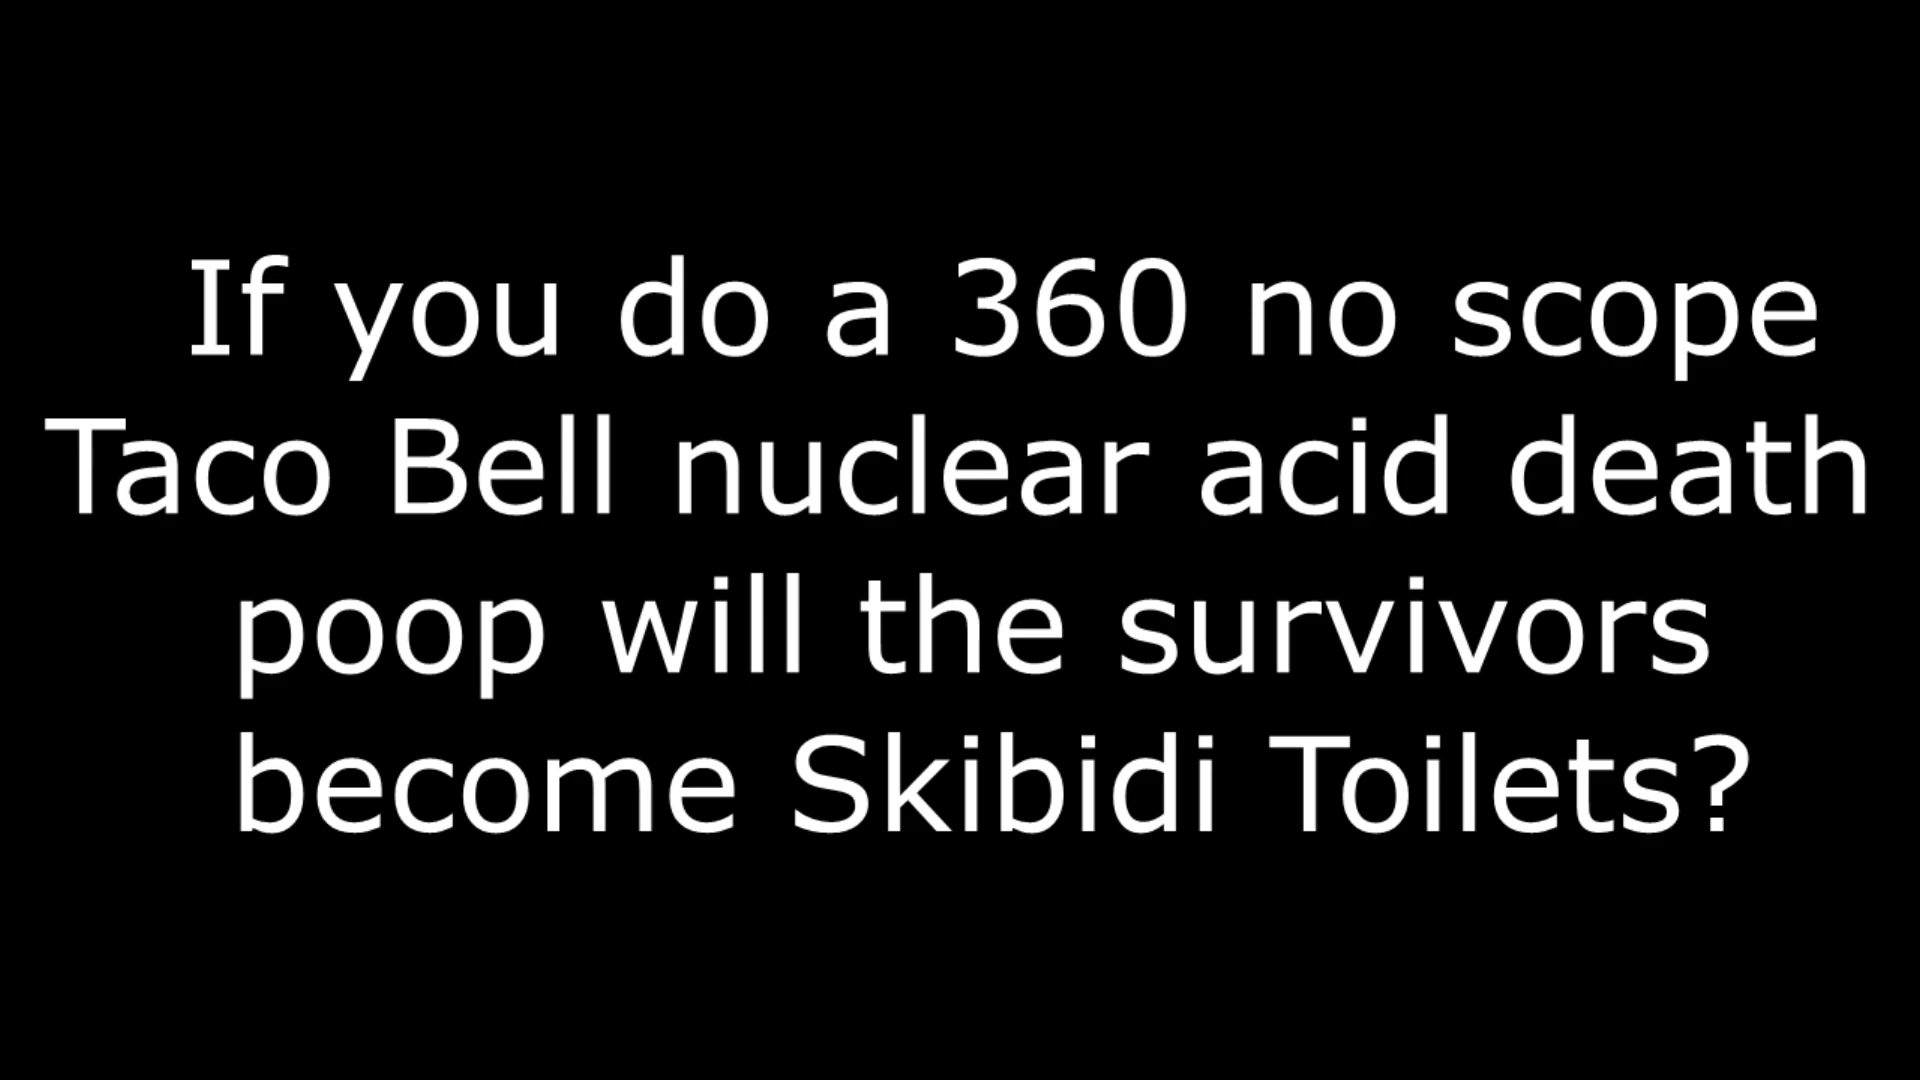 If you do a 360 no scope
Taco Bell nuclear acid death
poop will the survivors
become Skibidi Toilets?